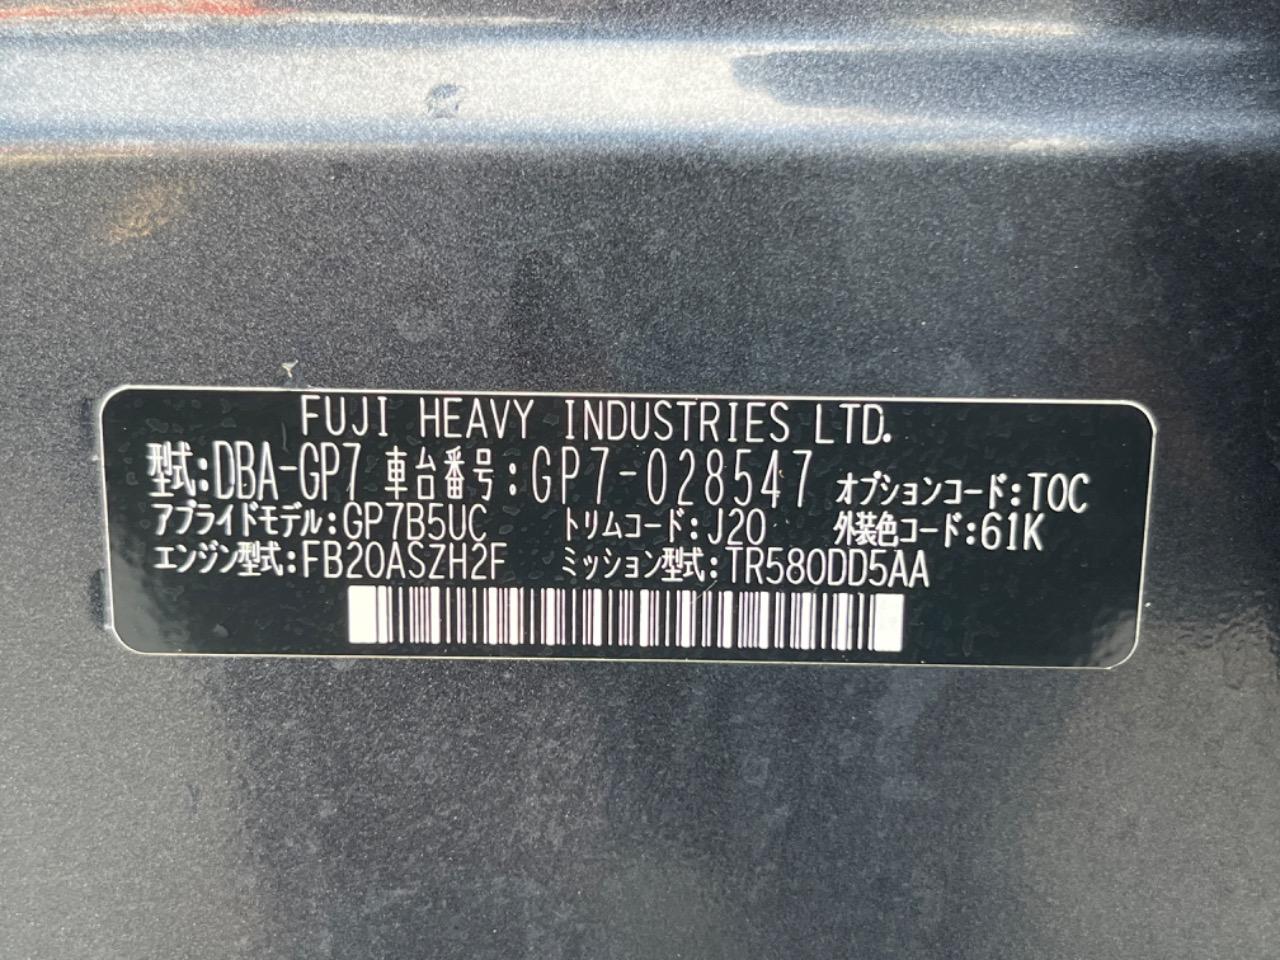 FUJI HEAVY INDUSTRIES LTD.
型式:DBA-GP7 車台番号:GP7-028547 オプションコード:TOC
アプライドモデル:GP7B5UC トリムコード:J20 外装色コード:61K
エンジン型式:FB20ASZH2F ミッション型式:TR580DD5AA